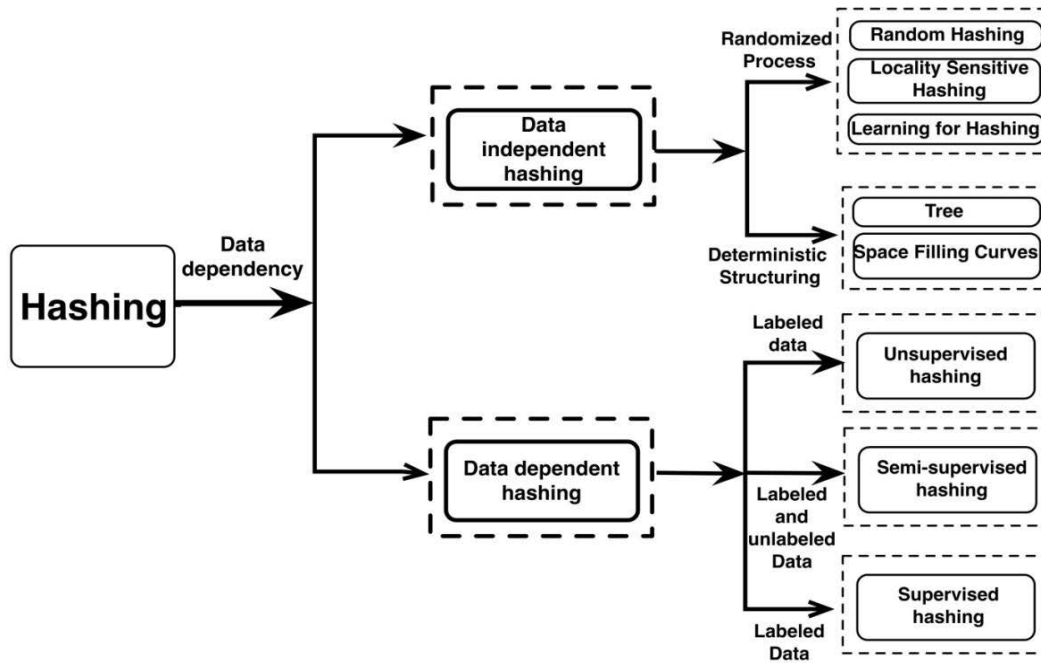 Hashing
Data
dependency
Data
independent
hashing
Randomized
Process
Random Hashing
Locality Sensitive
Hashing
Learning for Hashing
Deterministic
Structuring
Tree
Space Filling Curves
Data dependent
hashing
Labeled
data
Unsupervised
hashing
Labeled
and
unlabeled
Data
Semi-supervised
hashing
Labeled
Data
Supervised
hashing